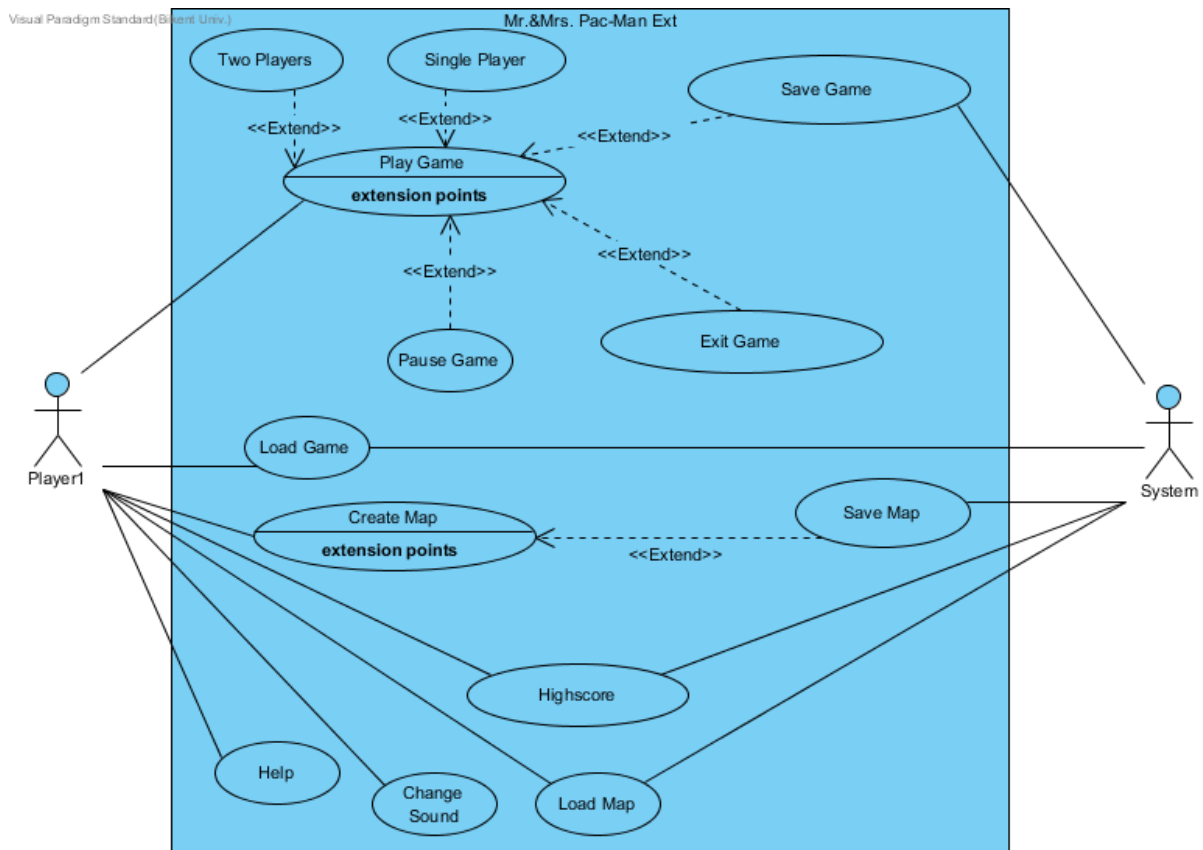 Visual Paradigm Standard(Bilkent Univ.)
Mr.&Mrs. Pac-Man Ext
Two Players
Single Player
Save Game
<<Extend>>
<<Extend>>
<<Extend>>
Play Game
extension points
<<Extend>>
<<Extend>>
Pause Game
Exit Game
Load Game
Player1
System
Create Map
extension points
Save Map
<<Extend>>
Highscore
Help
Change
Sound
Load Map